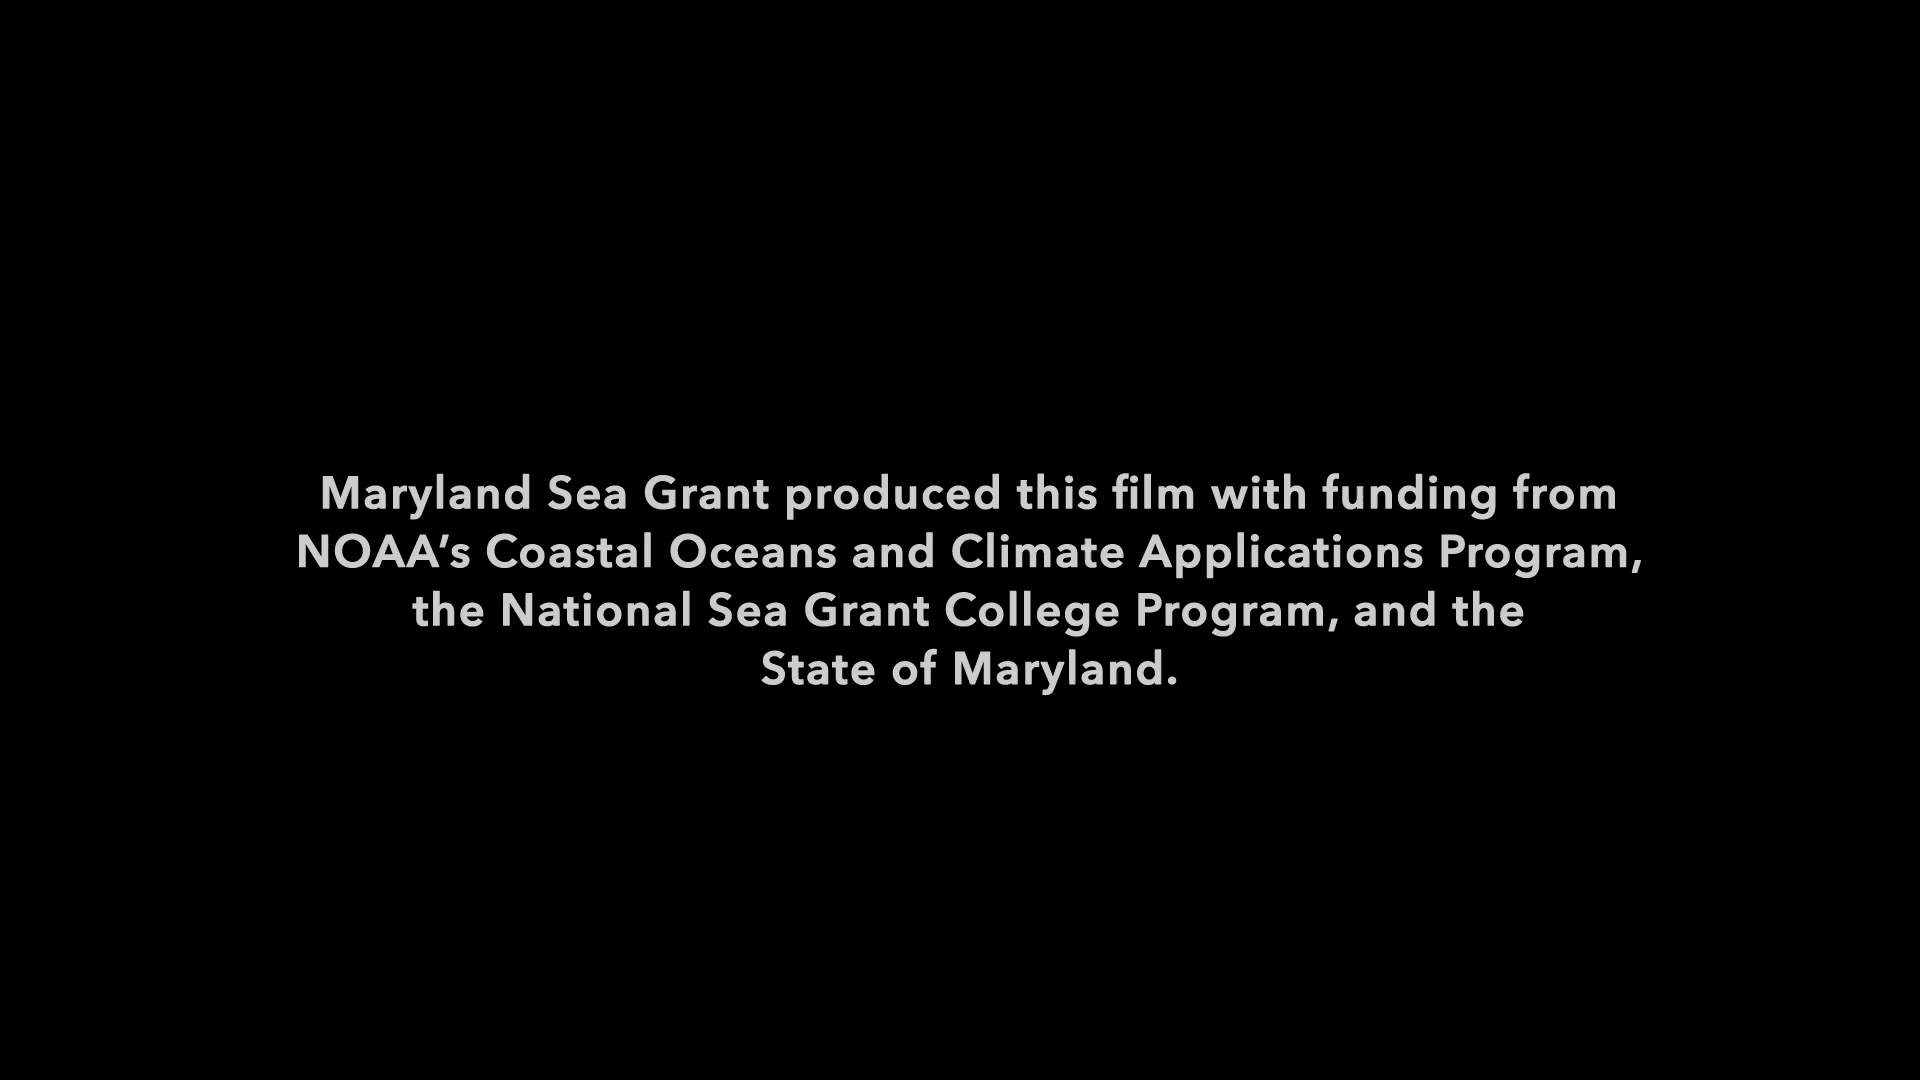 Maryland Sea Grant produced this film with funding from
NOAA’s Coastal Oceans and Climate Applications Program,
the National Sea Grant College Program, and the
State of Maryland.